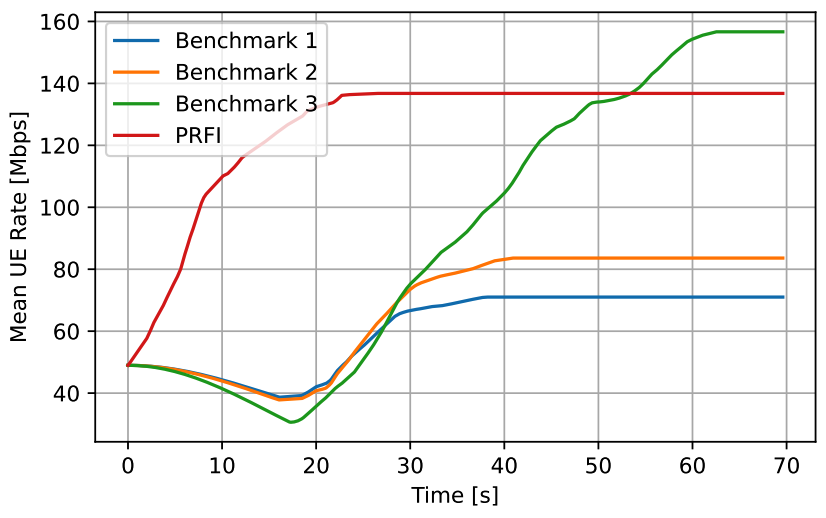 160
140
120
100
80
60
40
Mean UE Rate [Mbps]
Benchmark 1
Benchmark 2
Benchmark 3
PRFI
0 10 20 30 40 50 60 70
Time [s]